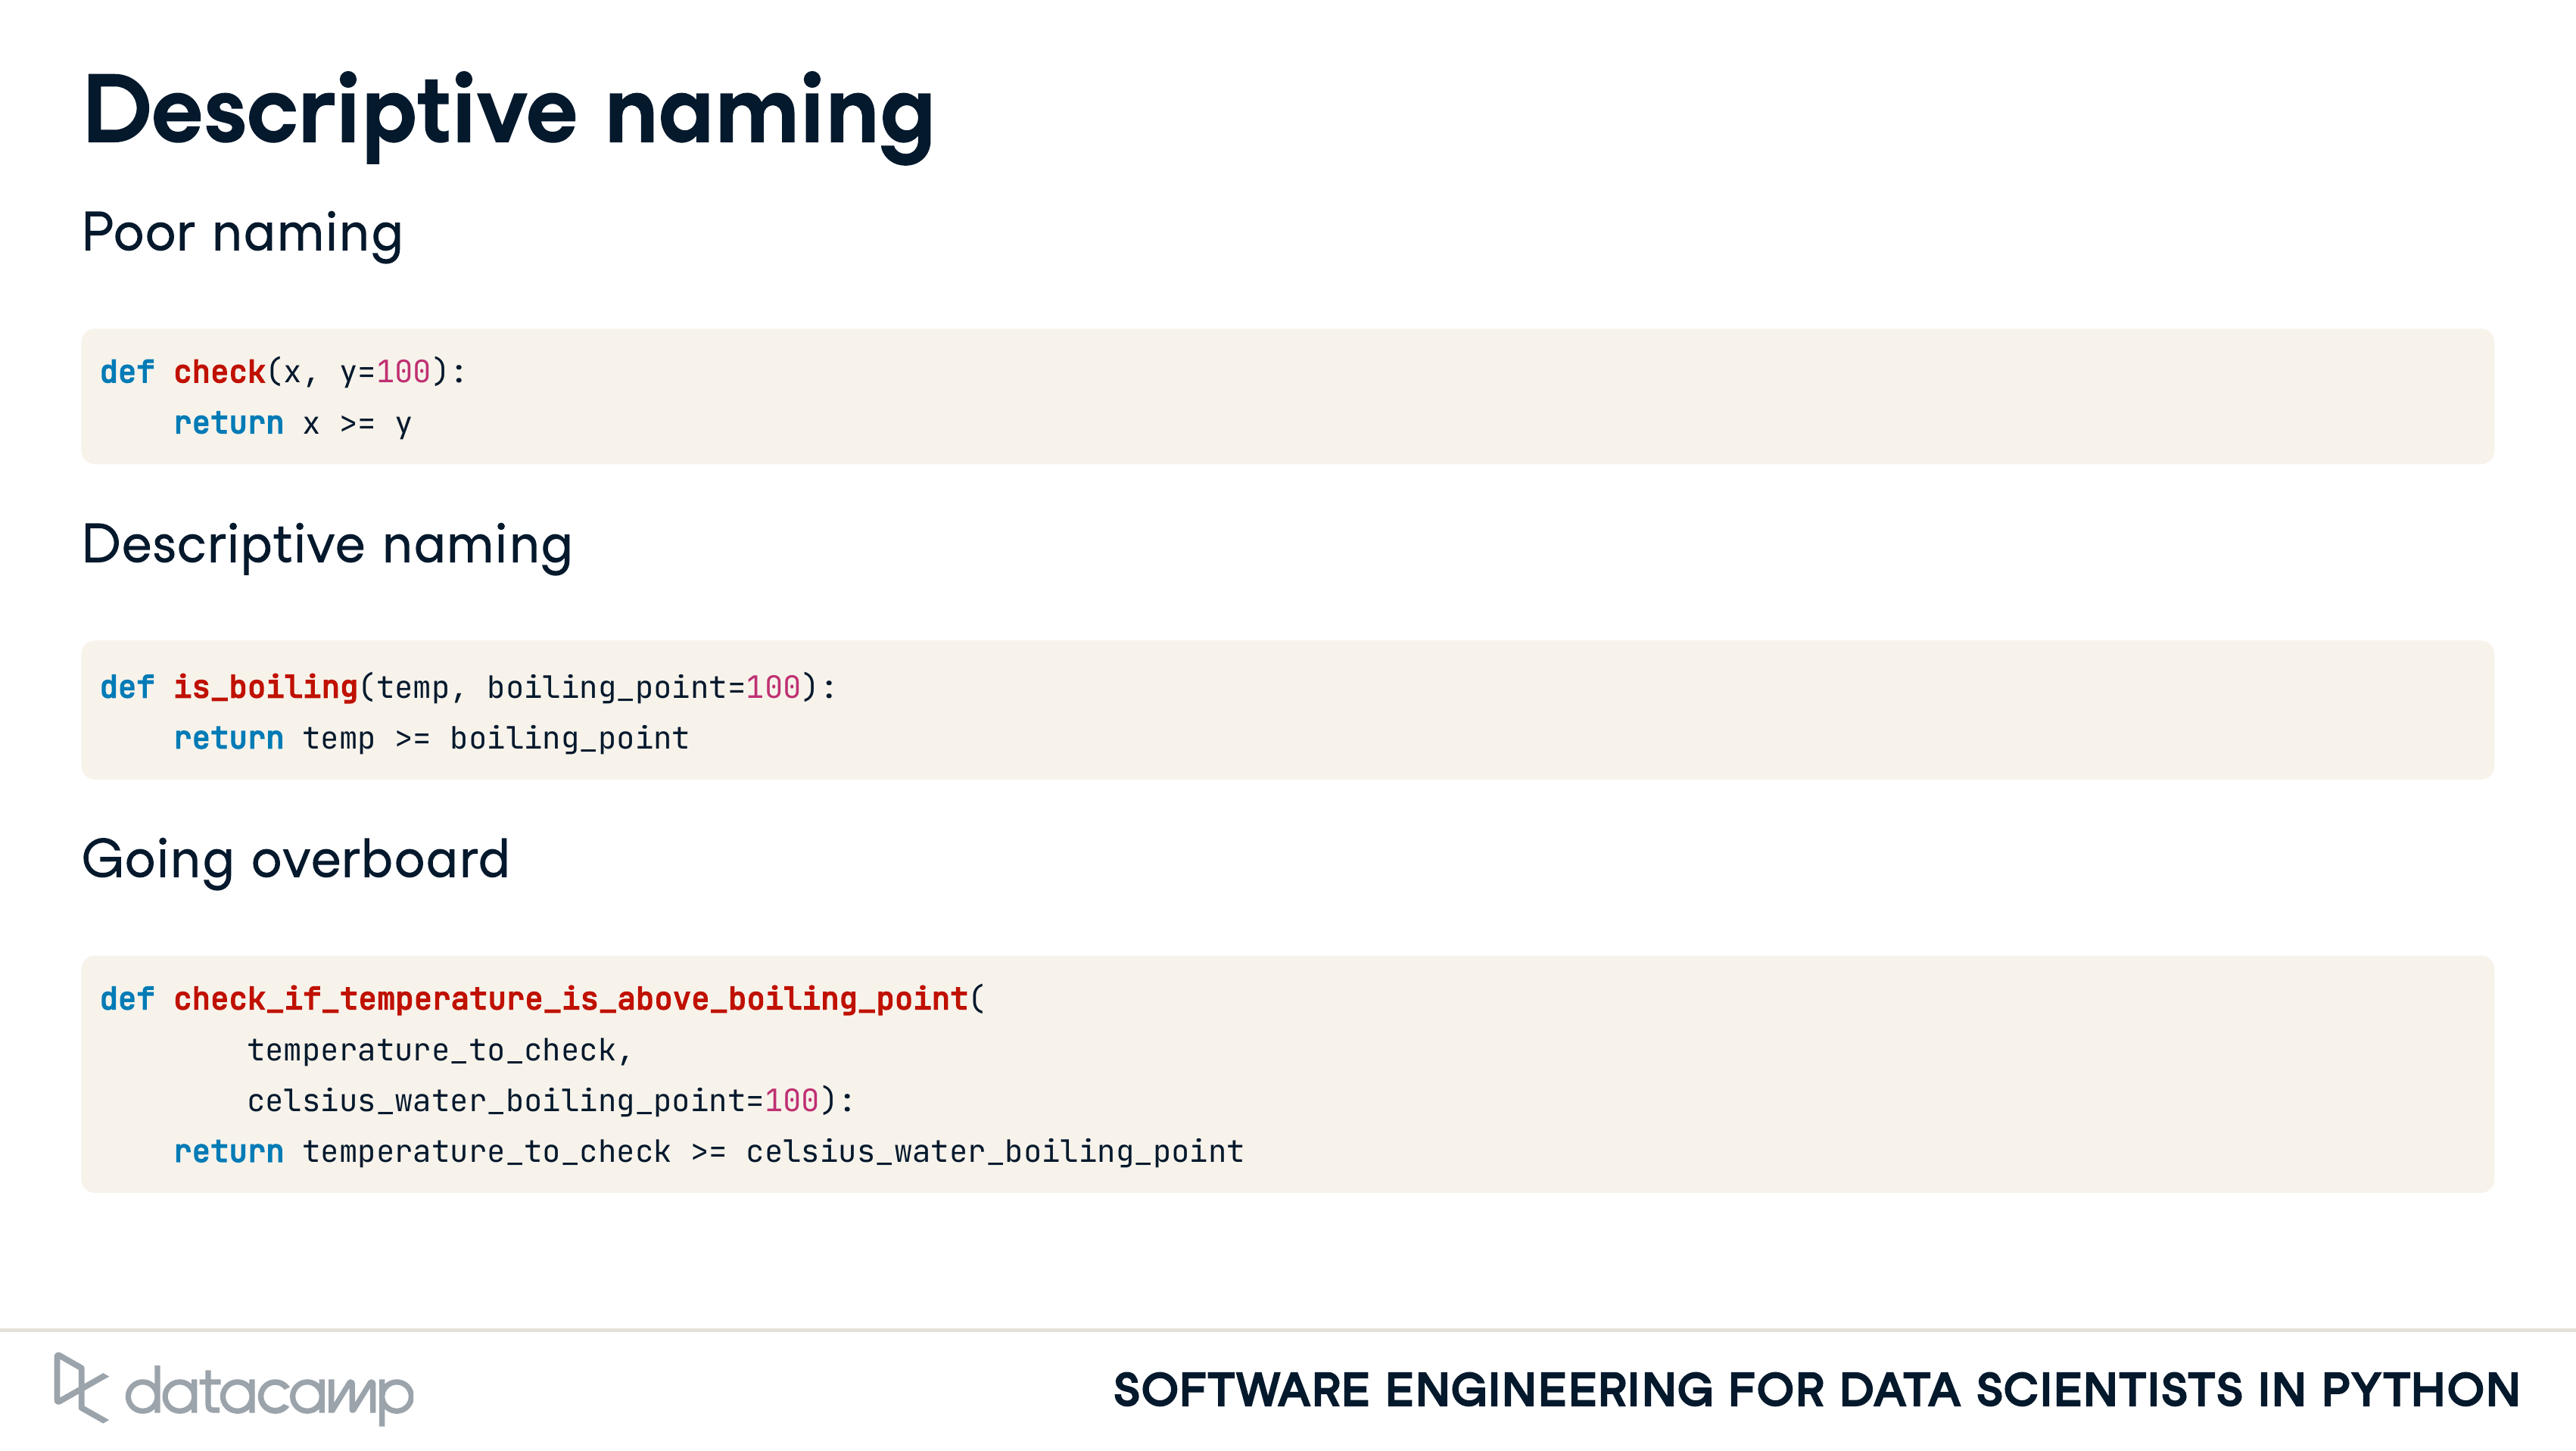 Descriptive naming
Poor naming
def check(x, y=100):
    return x >= y
Descriptive naming
def is_boiling(temp, boiling_point=100):
    return temp >= boiling_point
Going overboard
def check_if_temperature_is_above_boiling_point(
        temperature_to_check,
        celsius_water_boiling_point=100):
    return temperature_to_check >= celsius_water_boiling_point
datacamp
SOFTWARE ENGINEERING FOR DATA SCIENTISTS IN PYTHON